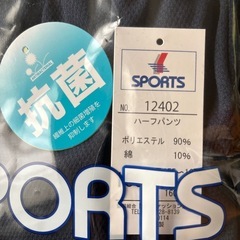 抗菌
繊維上の細菌増殖を
抑制します
SPORTS
NO. 12402
ハーフパンツ
ポリエステル 90%
綿 10%
PORTS